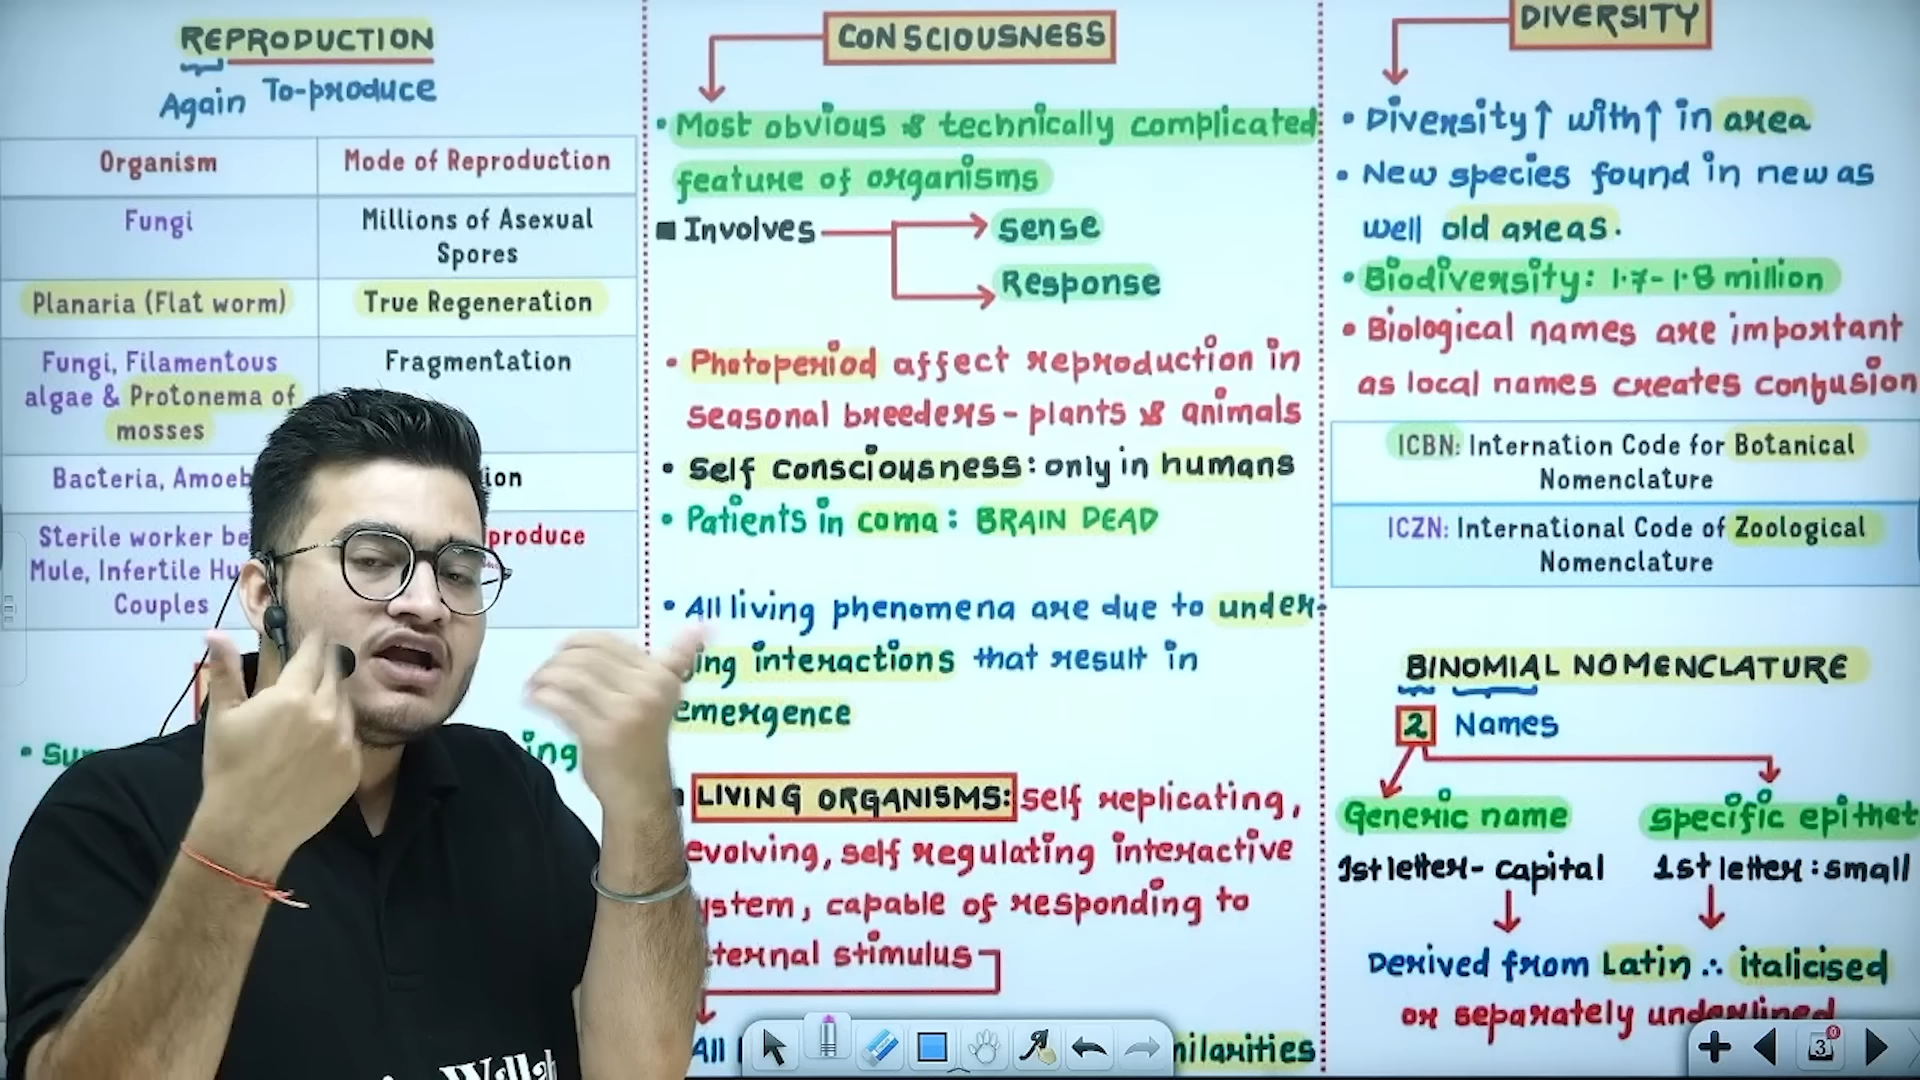 REPRODUCTION
Again To-produce
Organism Mode of Reproduction
Fungi Millions of Asexual
Spores
Planaria (Flat worm) True Regeneration
Fungi, Filamentous Fragmentation
algae & Protonema of
mosses
Bacteria, Amoeb ion
Sterile worker be produce
Mule, Infertile Hu
Couples
• Su ing
CONSCIOUSNESS
• Most obvious & technically complicated
feature of organisms
■ Involves sense
Response
• Photoperiod affect reproduction in
seasonal breeders - plants & animals
• Self consciousness: only in humans
• Patients in coma: BRAIN DEAD
• All living phenomena are due to under-
ying interactions that result in
emergence
LIVING ORGANISMS: self replicating,
evolving, self regulating interactive
ystem, capable of responding to
ternal stimulus
All
milarities
DIVERSITY
• Diversity↑ with↑ in area
• New species found in new as
well old areas.
• Biodiversity: 1.7-1.8 million
• Biological names are important
as local names creates confusion
ICBN: Internation Code for Botanical
Nomenclature
ICZN: International Code of Zoological
Nomenclature
BINOMIAL NOMENCLATURE
2 Names
Generic name specific epithet
1st letter- capital 1st letter: small
Derived from Latin ∴ italicised
or separately underlined
3
Wallah